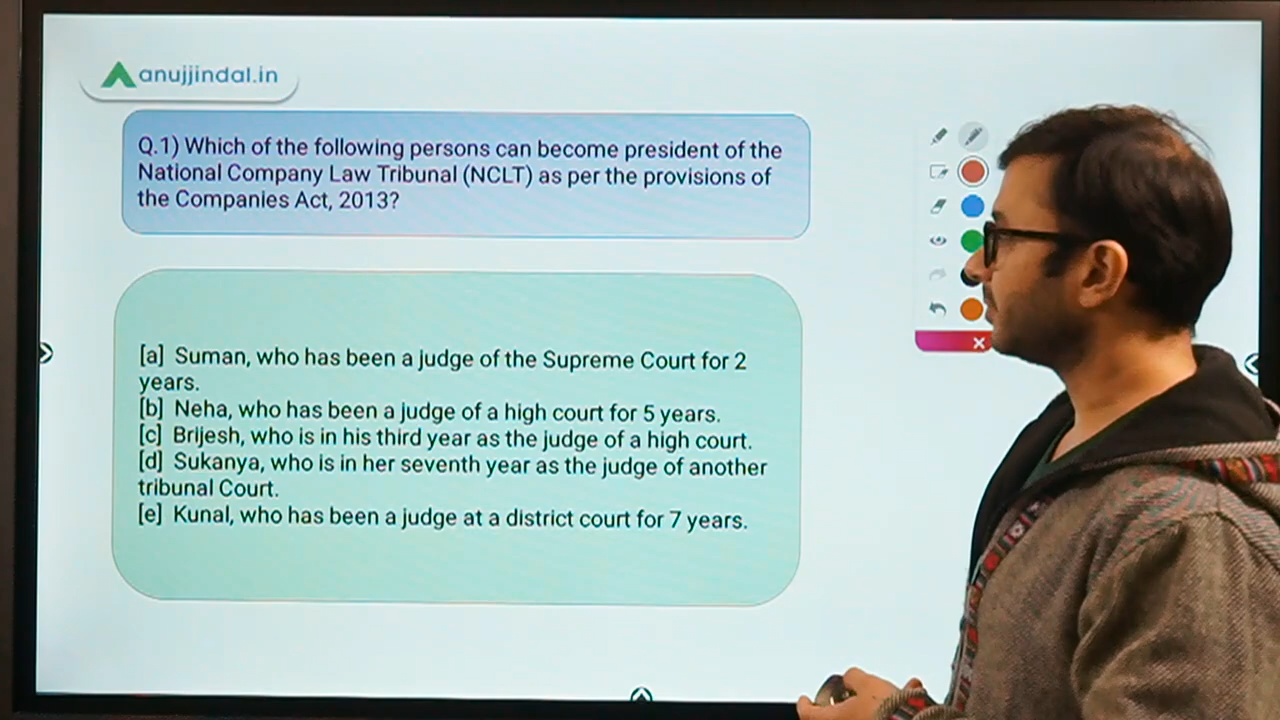 anujjindal.in
Q.1) Which of the following persons can become president of the
National Company Law Tribunal (NCLT) as per the provisions of
the Companies Act, 2013?
[a] Suman, who has been a judge of the Supreme Court for 2
years.
[b] Neha, who has been a judge of a high court for 5 years.
[c] Brijesh, who is in his third year as the judge of a high court.
[d] Sukanya, who is in her seventh year as the judge of another
tribunal Court.
[e] Kunal, who has been a judge at a district court for 7 years.